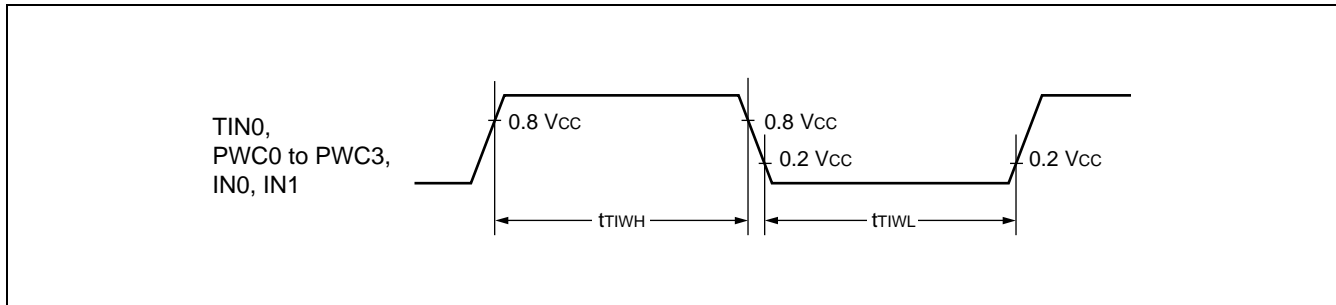 TIN0,
PWC0 to PWC3,
IN0, IN1
0.8 VCC
0.8 VCC
0.2 VCC
0.2 VCC
tTIWH
tTIWL